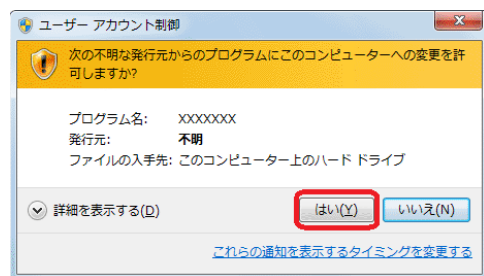 ユーザー アカウント制御
次の不明な発行元からのプログラムにこのコンピューターへの変更を許
可しますか?
プログラム名: XXXXXXX
発行元: 不明
ファイルの入手先: このコンピューター上のハード ドライブ
詳細を表示する(D)
はい(Y)
いいえ(N)
これらの通知を表示するタイミングを変更する